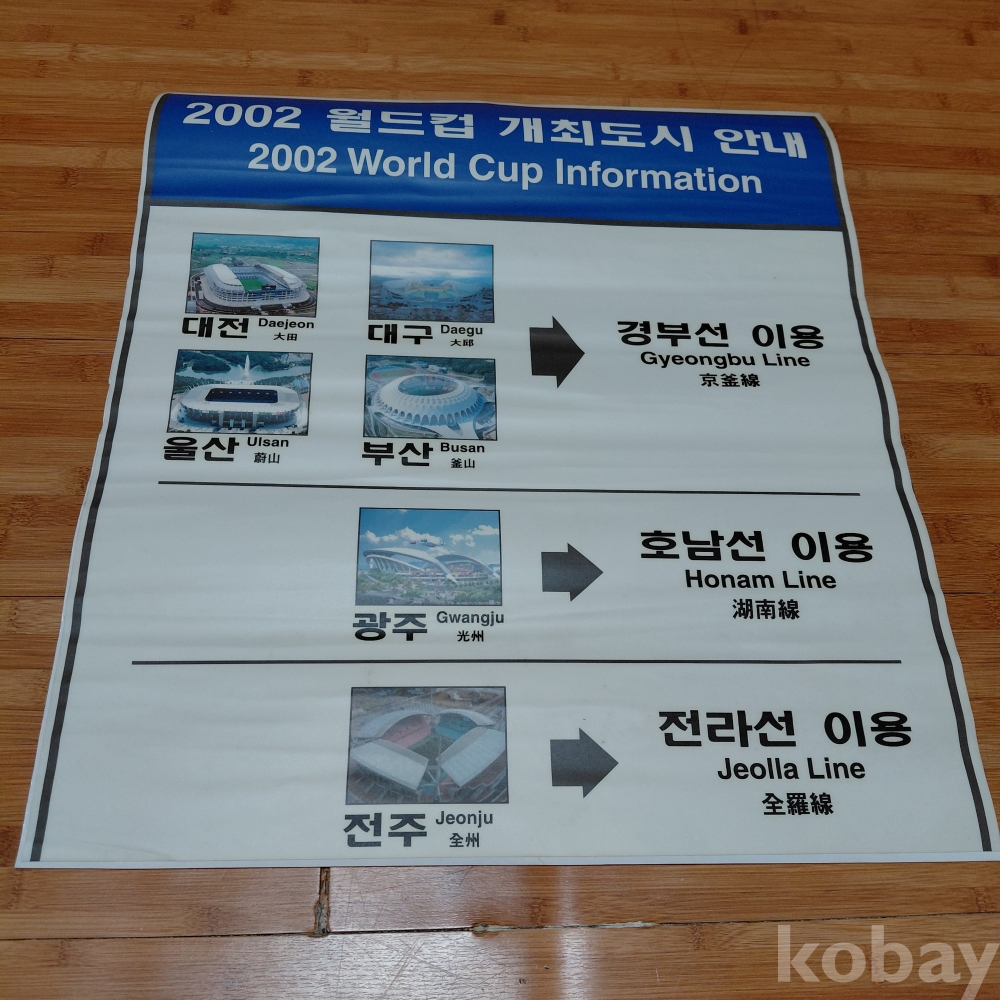 2002 월드컵 개최도시 안내
2002 World Cup Information
대전 Daejeon 大田
대구 Daegu 大邱
울산 Ulsan 蔚山
부산 Busan 釜山
경부선 이용
Gyeongbu Line
京釜線
광주 Gwangju 光州
호남선 이용
Honam Line
湖南線
전주 Jeonju 全州
전라선 이용
Jeolla Line
全羅線
kobay